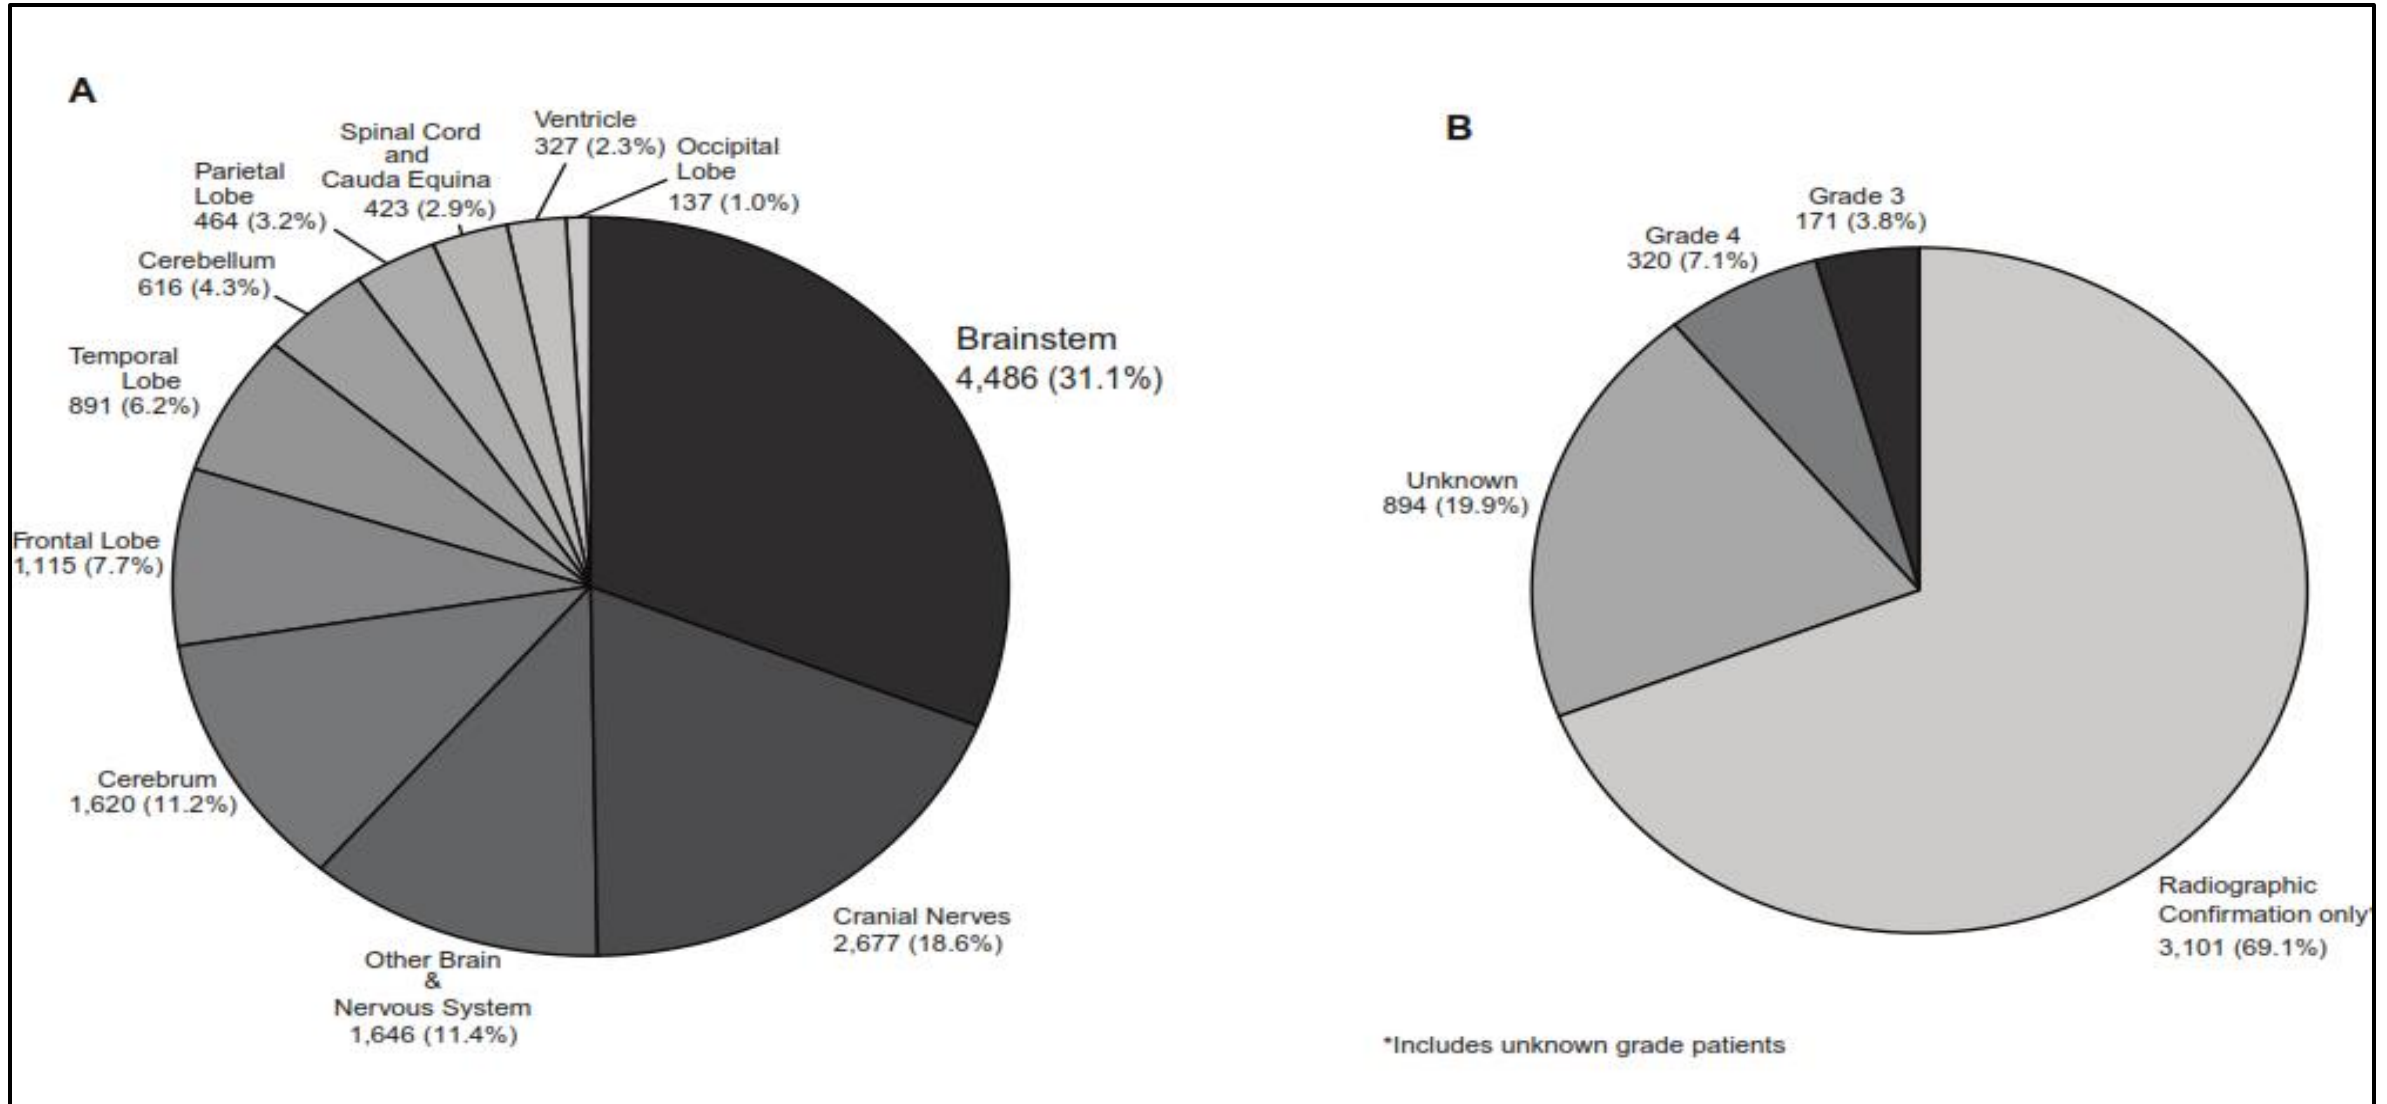 A
Ventricle
327 (2.3%)
Occipital
Lobe
137 (1.0%)
Spinal Cord
and
Cauda Equina
423 (2.9%)
Parietal
Lobe
464 (3.2%)
Cerebellum
616 (4.3%)
Temporal
Lobe
891 (6.2%)
Frontal Lobe
1,115 (7.7%)
Cerebrum
1,620 (11.2%)
Other Brain
&
Nervous System
1,646 (11.4%)
Cranial Nerves
2,677 (18.6%)
Brainstem
4,486 (31.1%)
B
Grade 3
171 (3.8%)
Grade 4
320 (7.1%)
Unknown
894 (19.9%)
Radiographic
Confirmation only*
3,101 (69.1%)
*Includes unknown grade patients